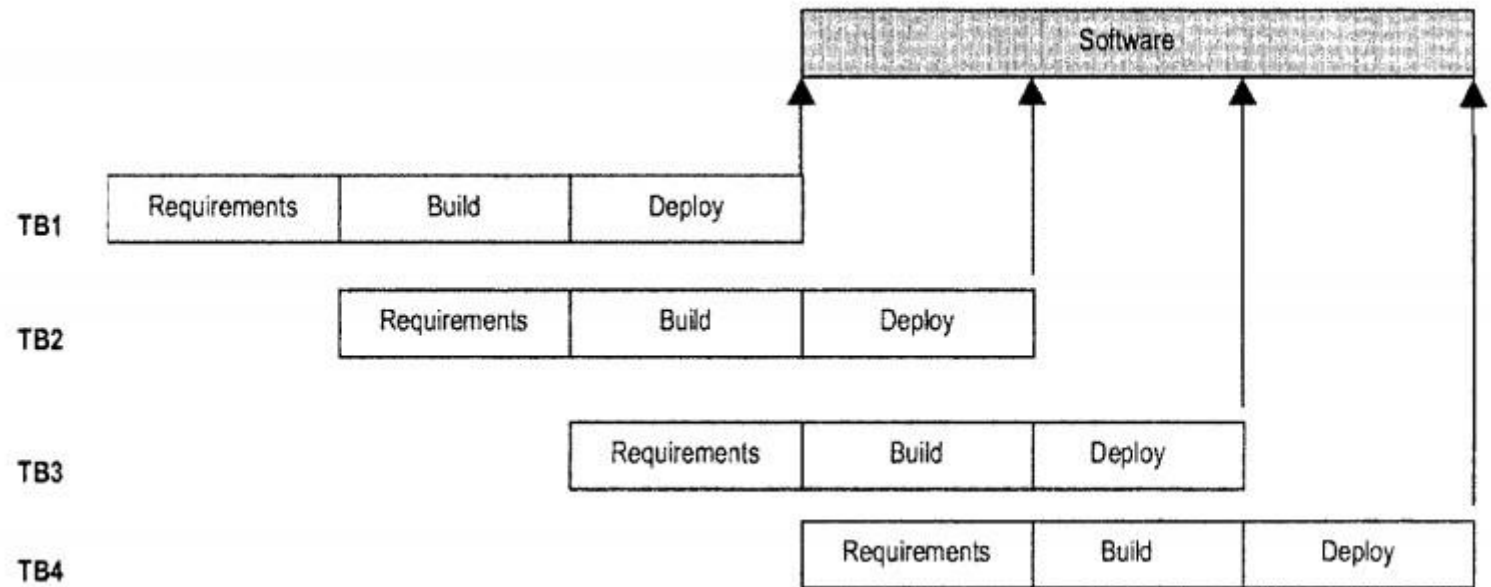 Software
TB1 Requirements Build Deploy
TB2 Requirements Build Deploy
TB3 Requirements Build Deploy
TB4 Requirements Build Deploy